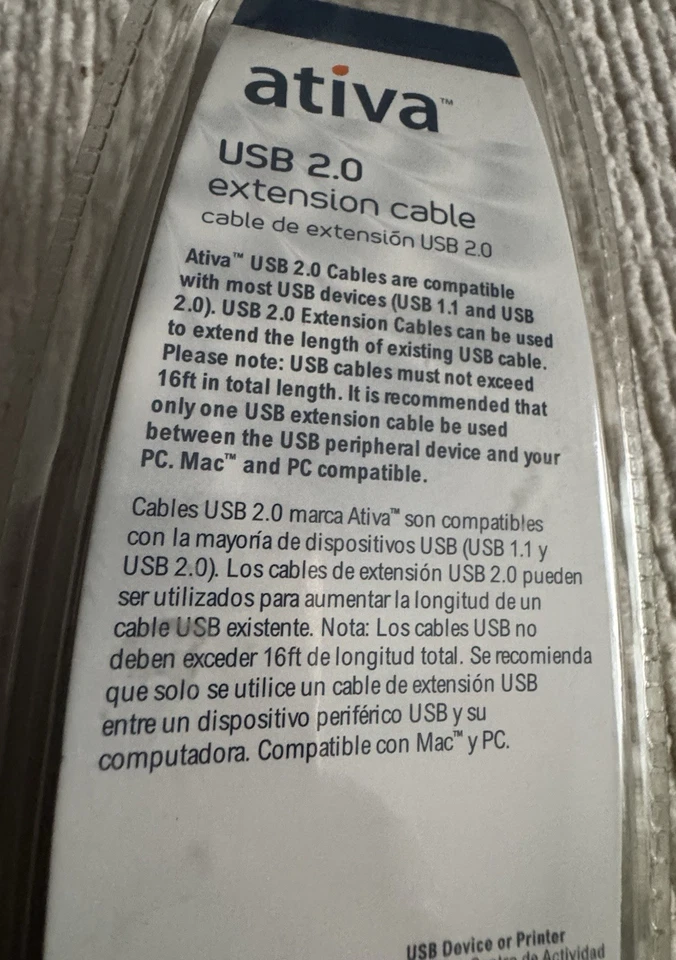 ativa™
USB 2.0
extension cable
cable de extensión USB 2.0
Ativa™ USB 2.0 Cables are compatible
with most USB devices (USB 1.1 and USB
2.0). USB 2.0 Extension Cables can be used
to extend the length of existing USB cable.
Please note: USB cables must not exceed
16ft in total length. It is recommended that
only one USB extension cable be used
between the USB peripheral device and your
PC. Mac™ and PC compatible.
Cables USB 2.0 marca Ativa™ son compatibles
con la mayoría de dispositivos USB (USB 1.1 y
USB 2.0). Los cables de extensión USB 2.0 pueden
ser utilizados para aumentar la longitud de un
cable USB existente. Nota: Los cables USB no
deben exceder 16ft de longitud total. Se recomienda
que solo se utilice un cable de extensión USB
entre un dispositivo periférico USB y su
computadora. Compatible con Mac™ y PC.
USB Device or Printer
de Actividad